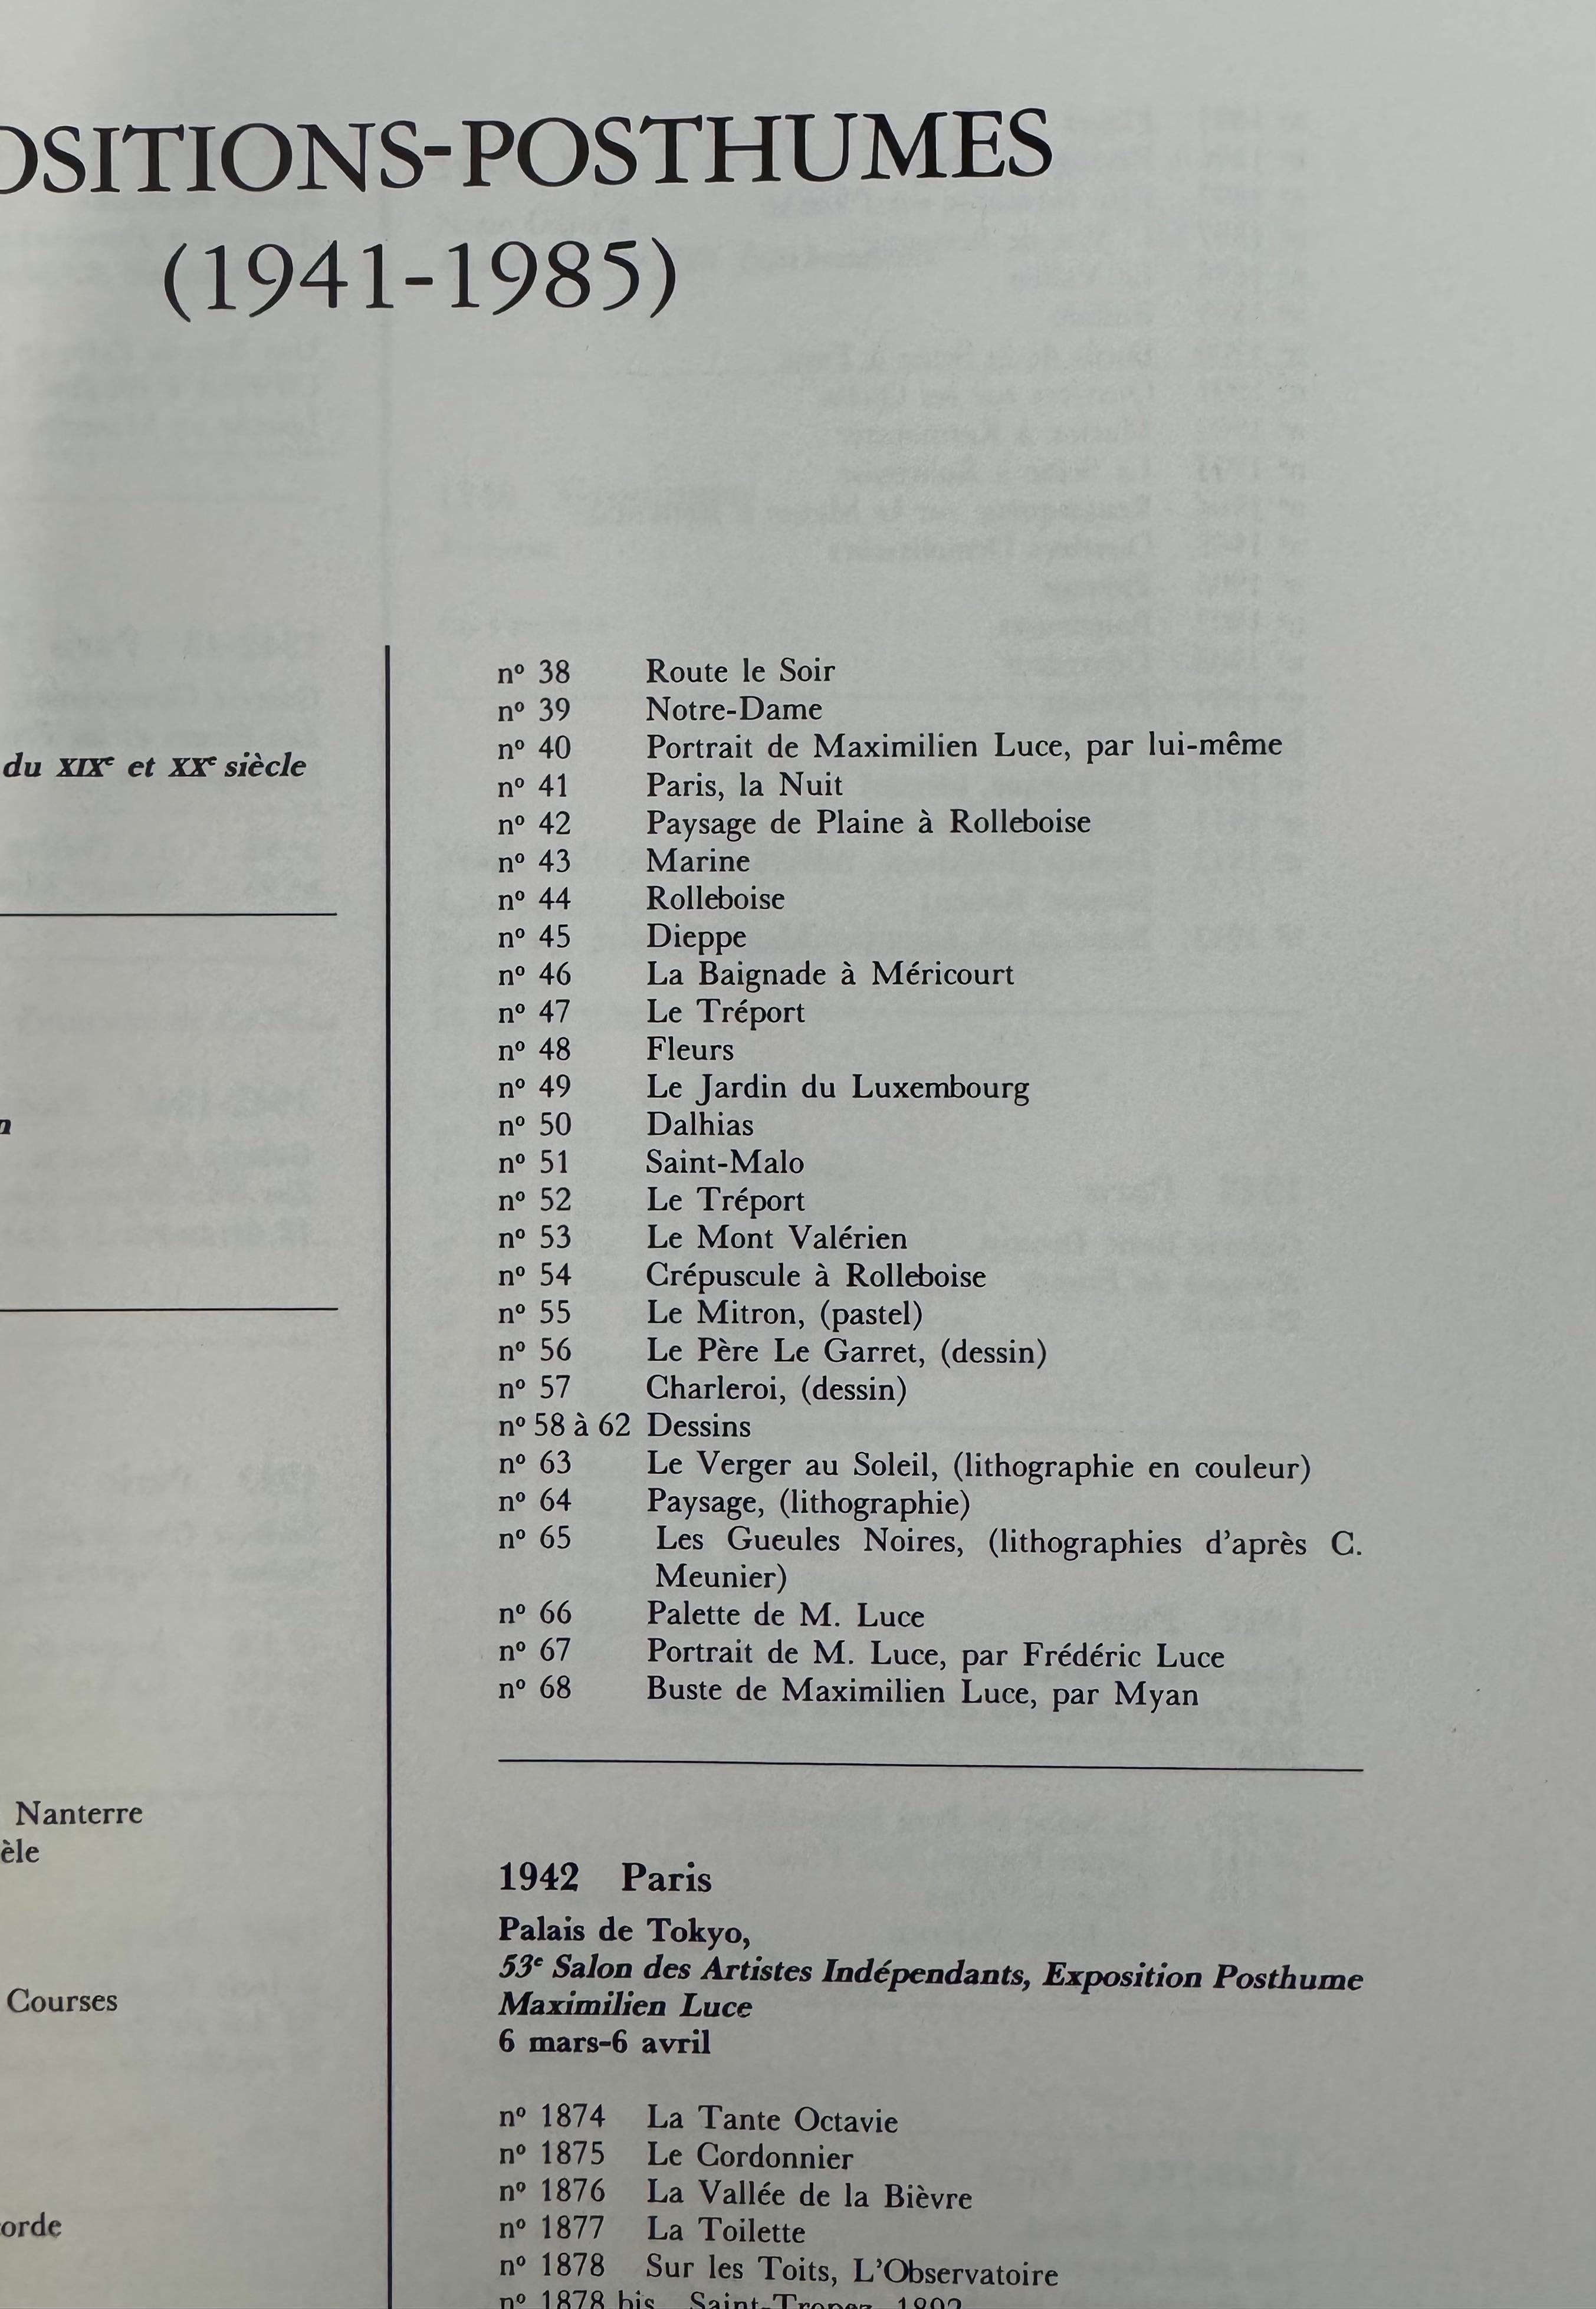 OSITIONS-POSTHUMES
(1941-1985)
du XIXe et XXe siècle
n
Nanterre
èle
Courses
orde
nº 38 Route le Soir
nº 39 Notre-Dame
nº 40 Portrait de Maximilien Luce, par lui-même
nº 41 Paris, la Nuit
nº 42 Paysage de Plaine à Rolleboise
nº 43 Marine
nº 44 Rolleboise
nº 45 Dieppe
nº 46 La Baignade à Méricourt
nº 47 Le Tréport
nº 48 Fleurs
nº 49 Le Jardin du Luxembourg
nº 50 Dalhias
nº 51 Saint-Malo
nº 52 Le Tréport
nº 53 Le Mont Valérien
nº 54 Crépuscule à Rolleboise
nº 55 Le Mitron, (pastel)
nº 56 Le Père Le Garret, (dessin)
nº 57 Charleroi, (dessin)
nº 58 à 62 Dessins
nº 63 Le Verger au Soleil, (lithographie en couleur)
nº 64 Paysage, (lithographie)
nº 65 Les Gueules Noires, (lithographies d'après C.
Meunier)
nº 66 Palette de M. Luce
nº 67 Portrait de M. Luce, par Frédéric Luce
nº 68 Buste de Maximilien Luce, par Myan
1942 Paris
Palais de Tokyo,
53e Salon des Artistes Indépendants, Exposition Posthume
Maximilien Luce
6 mars-6 avril
nº 1874 La Tante Octavie
nº 1875 Le Cordonnier
nº 1876 La Vallée de la Bièvre
nº 1877 La Toilette
nº 1878 Sur les Toits, L'Observatoire
nº 1878 bis Saint-Tropez, 1892